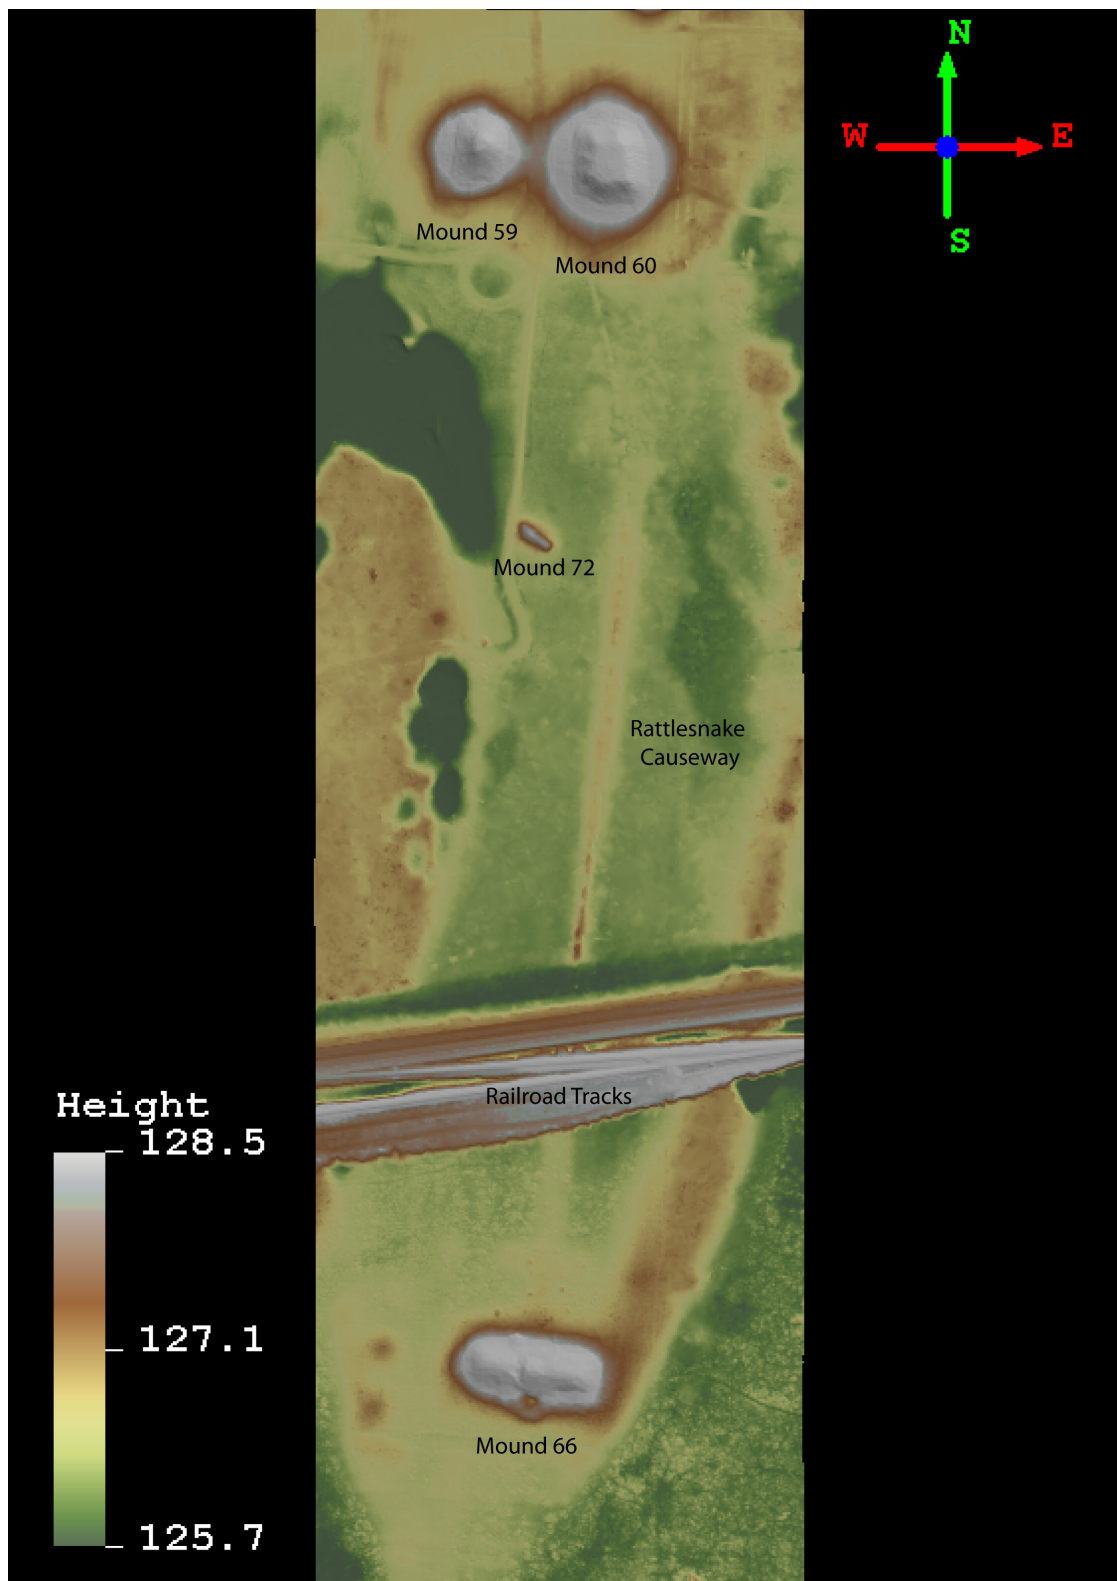 N
W E
S
Mound 59
Mound 60
Mound 72
Rattlesnake
Causeway
Railroad Tracks
Height
128.5
127.1
125.7
Mound 66